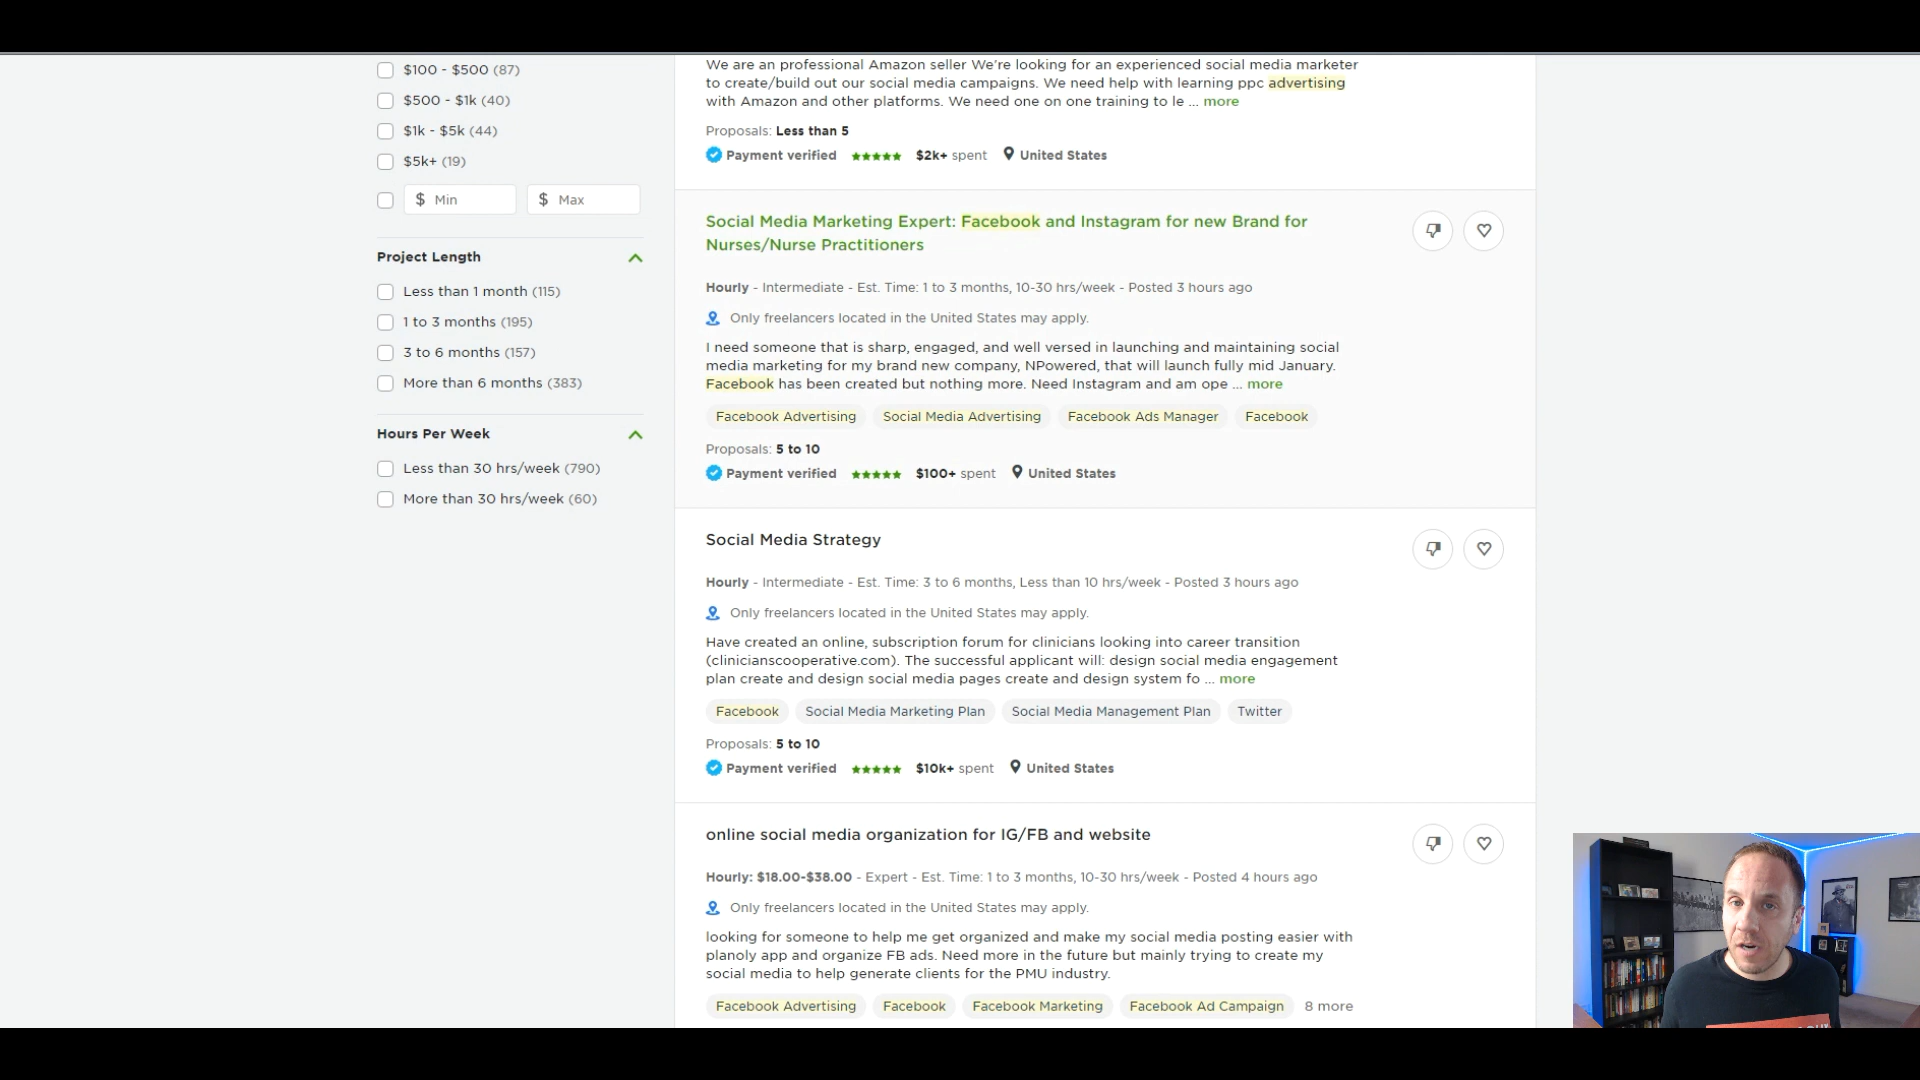 $100 - $500 (87)
$500 - $1k (40)
$1k - $5k (44)
$5k+ (19)
$ Min
$ Max
Project Length
Less than 1 month (115)
1 to 3 months (195)
3 to 6 months (157)
More than 6 months (383)
Hours Per Week
Less than 30 hrs/week (790)
More than 30 hrs/week (60)
We are an professional Amazon seller We're looking for an experienced social media marketer
to create/build out our social media campaigns. We need help with learning ppc advertising
with Amazon and other platforms. We need one on one training to le ... more
Proposals: Less than 5
Payment verified $2k+ spent United States
Social Media Marketing Expert: Facebook and Instagram for new Brand for
Nurses/Nurse Practitioners
Hourly - Intermediate - Est. Time: 1 to 3 months, 10-30 hrs/week - Posted 3 hours ago
Only freelancers located in the United States may apply.
I need someone that is sharp, engaged, and well versed in launching and maintaining social
media marketing for my brand new company, NPowered, that will launch fully mid January.
Facebook has been created but nothing more. Need Instagram and am ope ... more
Facebook Advertising Social Media Advertising Facebook Ads Manager Facebook
Proposals: 5 to 10
Payment verified $100+ spent United States
Social Media Strategy
Hourly - Intermediate - Est. Time: 3 to 6 months, Less than 10 hrs/week - Posted 3 hours ago
Only freelancers located in the United States may apply.
Have created an online, subscription forum for clinicians looking into career transition
(clinicianscooperative.com). The successful applicant will: design social media engagement
plan create and design social media pages create and design system fo ... more
Facebook Social Media Marketing Plan Social Media Management Plan Twitter
Proposals: 5 to 10
Payment verified $10k+ spent United States
online social media organization for IG/FB and website
Hourly: $18.00-$38.00 - Expert - Est. Time: 1 to 3 months, 10-30 hrs/week - Posted 4 hours ago
Only freelancers located in the United States may apply.
looking for someone to help me get organized and make my social media posting easier with
planoly app and organize FB ads. Need more in the future but mainly trying to create my
social media to help generate clients for the PMU industry.
Facebook Advertising Facebook Facebook Marketing Facebook Ad Campaign 8 more